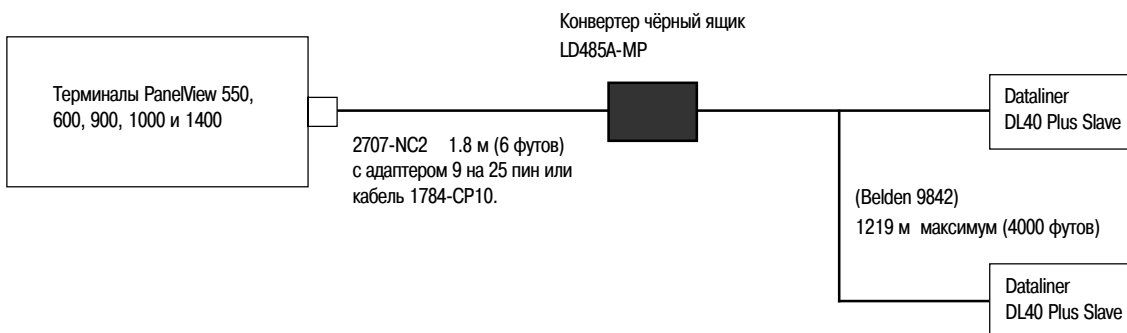 Конвертер чёрный ящик
LD485A-MP
Терминалы PanelView 550,
600, 900, 1000 и 1400
2707-NC2 1.8 м (6 футов)
с адаптером 9 на 25 пин или
кабель 1784-CP10.
Dataliner
DL40 Plus Slave
(Belden 9842)
1219 м максимум (4000 футов)
Dataliner
DL40 Plus Slave